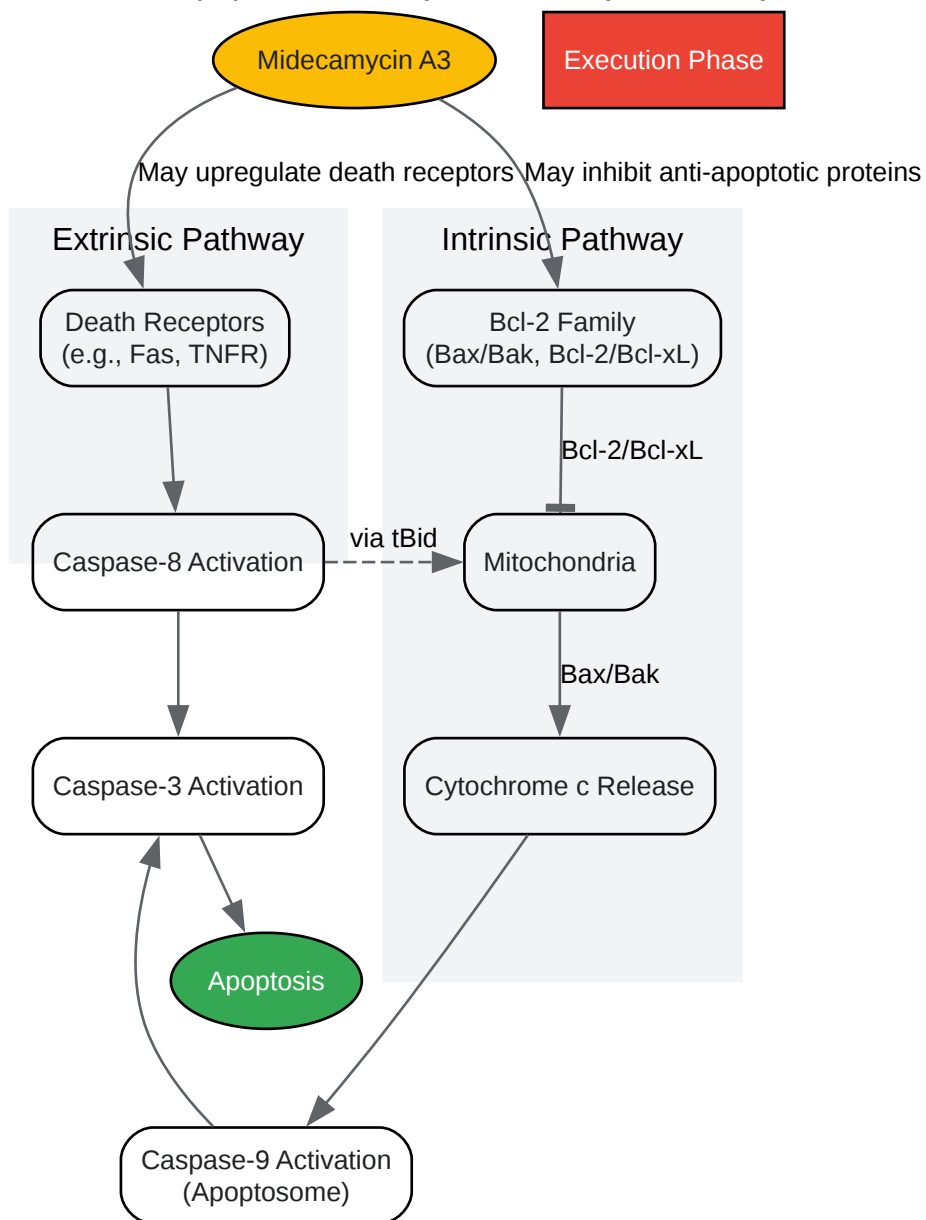 Midecamycin A3
Execution Phase
May upregulate death receptors
May inhibit anti-apoptotic proteins
Extrinsic Pathway
Intrinsic Pathway
Death Receptors
(e.g., Fas, TNFR)
Bcl-2 Family
(Bax/Bak, Bcl-2/Bcl-xL)
Bcl-2/Bcl-xL
Caspase-8 Activation
via tBid
Mitochondria
Bax/Bak
Caspase-3 Activation
Cytochrome c Release
Apoptosis
Caspase-9 Activation
(Apoptosome)